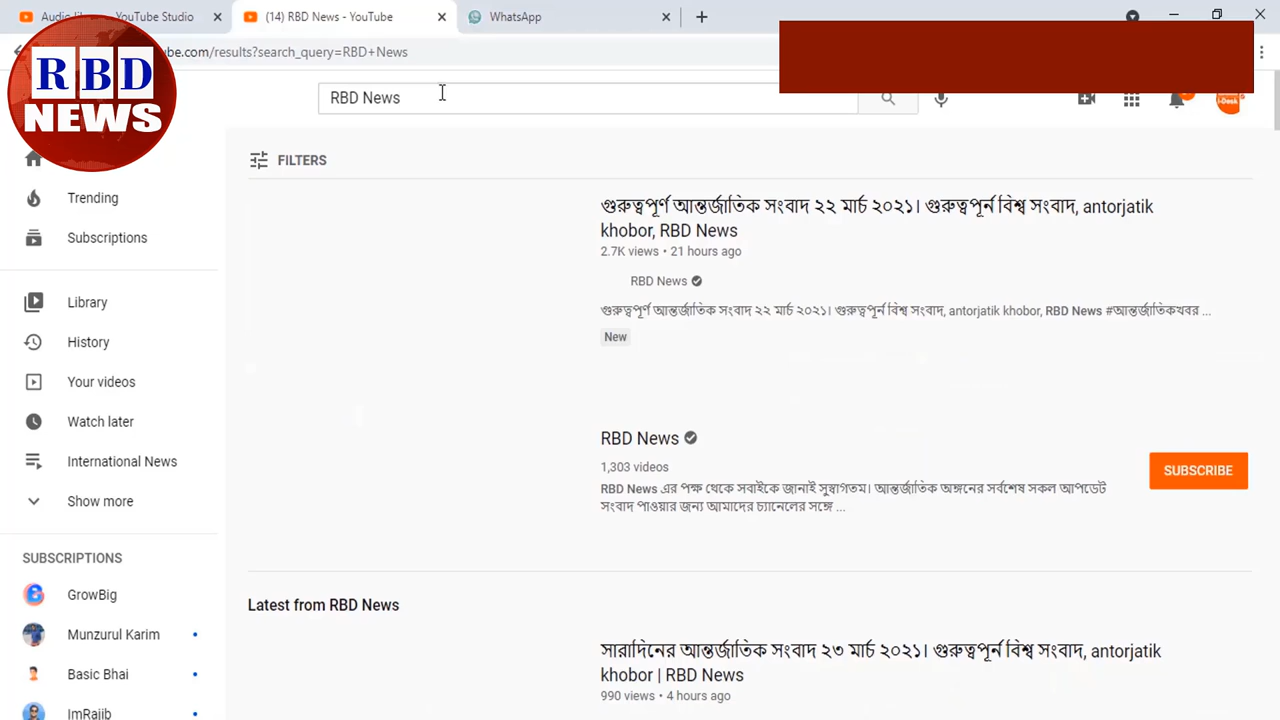 Audio library - YouTube Studio
(14) RBD News - YouTube
WhatsApp
be.com/results?search_query=RBD+News
RBD
NEWS
RBD News
FILTERS
Trending
Subscriptions
Library
History
Your videos
Watch later
International News
Show more
SUBSCRIPTIONS
GrowBig
Munzurul Karim
Basic Bhai
ImRajib
গুরুত্বপূর্ণ আন্তর্জাতিক সংবাদ ২২ মার্চ ২০২১। গুরুত্বপূর্ন বিশ্ব সংবাদ, antorjatik
khobor, RBD News
2.7K views • 21 hours ago
RBD News
গুরুত্বপূর্ণ আন্তর্জাতিক সংবাদ ২২ মার্চ ২০২১। গুরুত্বপূর্ন বিশ্ব সংবাদ, antorjatik khobor, RBD News #আন্তর্জাতিকখবর ...
New
RBD News
1,303 videos
RBD News এর পক্ষ থেকে সবাইকে জানাই সুস্বাগতম। আন্তর্জাতিক অঙ্গনের সর্বশেষ সকল আপডেট
সংবাদ পাওয়ার জন্য আমাদের চ্যানেলের সঙ্গে ...
SUBSCRIBE
Latest from RBD News
সারাদিনের আন্তর্জাতিক সংবাদ ২৩ মার্চ ২০২১। গুরুত্বপূর্ন বিশ্ব সংবাদ, antorjatik
khobor | RBD News
990 views • 4 hours ago